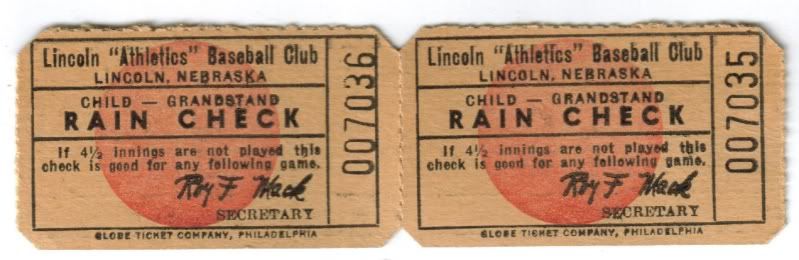 Lincoln "Athletics" Baseball Club
LINCOLN, NEBRASKA
CHILD — GRANDSTAND
RAIN CHECK
If 4½ innings are not played this
check is good for any following game.
Roy F Mack
SECRETARY
GLOBE TICKET COMPANY, PHILADELPHIA
007036
Lincoln "Athletics" Baseball Club
LINCOLN, NEBRASKA
CHILD — GRANDSTAND
RAIN CHECK
If 4½ innings are not played this
check is good for any following game.
Roy F Mack
SECRETARY
GLOBE TICKET COMPANY, PHILADELPHIA
007035